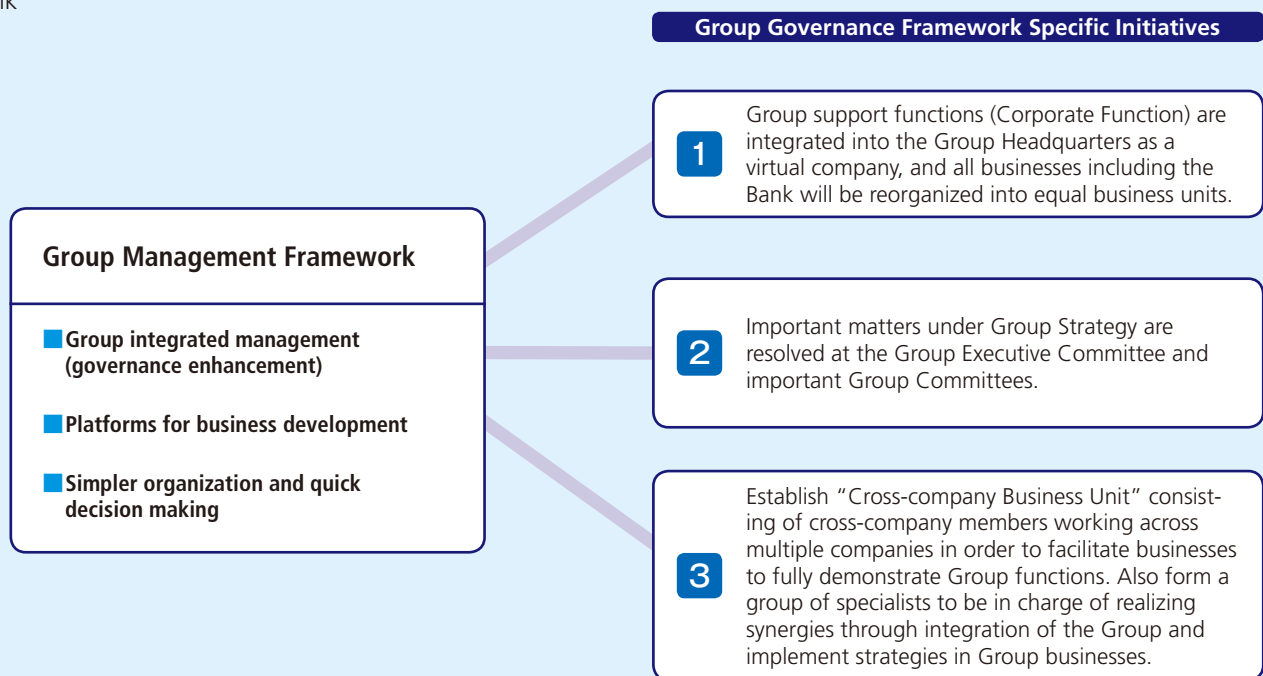 Group Governance Framework Specific Initiatives
1
Group support functions (Corporate Function) are
integrated into the Group Headquarters as a
virtual company, and all businesses including the
Bank will be reorganized into equal business units.
Group Management Framework
Group integrated management
(governance enhancement)
Platforms for business development
Simpler organization and quick
decision making
2
Important matters under Group Strategy are
resolved at the Group Executive Committee and
important Group Committees.
3
Establish “Cross-company Business Unit” consist-
ing of cross-company members working across
multiple companies in order to facilitate businesses
to fully demonstrate Group functions. Also form a
group of specialists to be in charge of realizing
synergies through integration of the Group and
implement strategies in Group businesses.